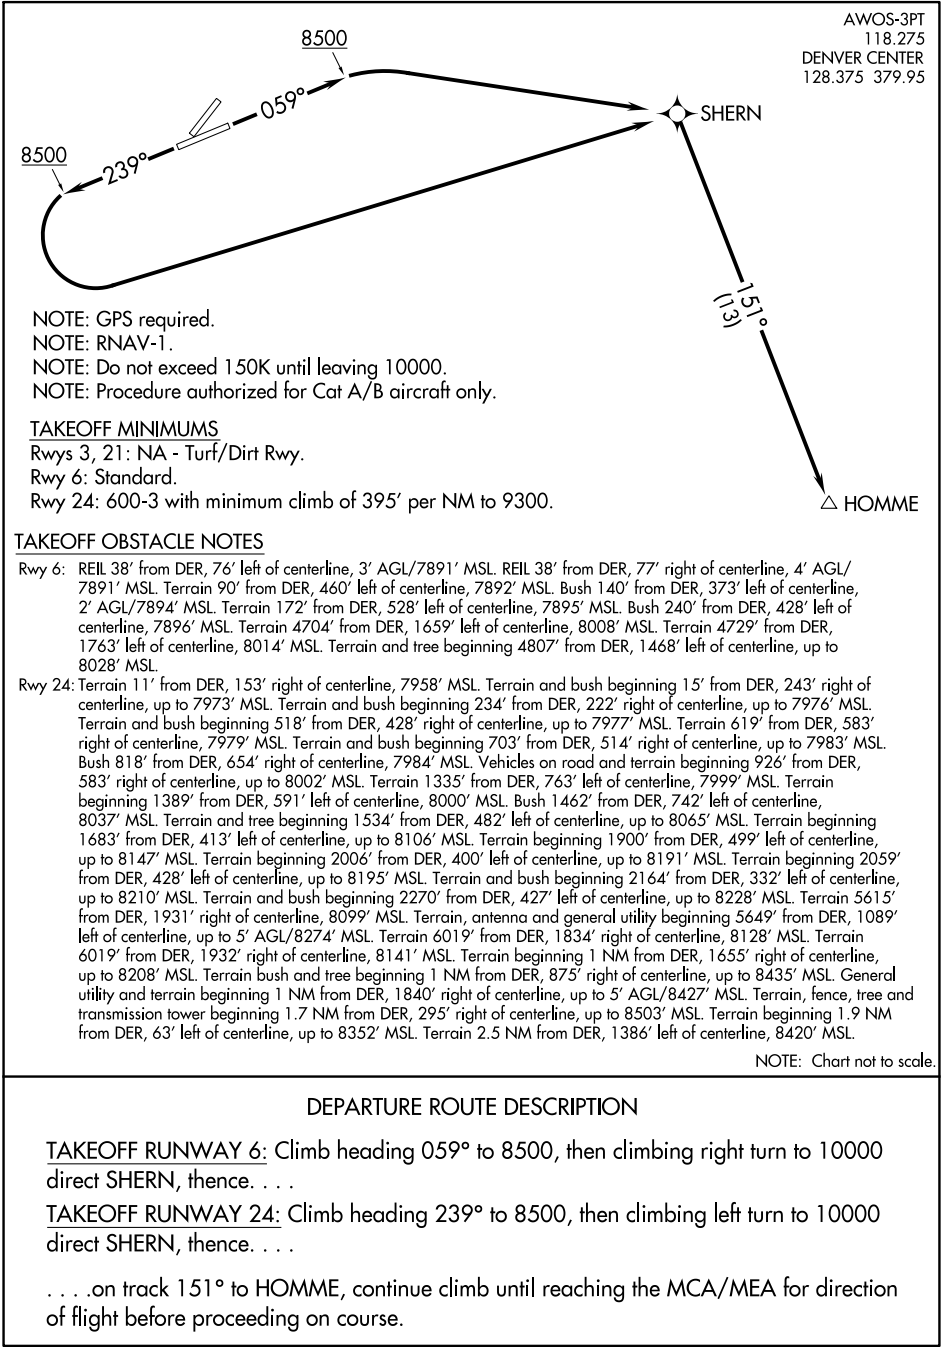 AWOS-3PT
118.275
DENVER CENTER
128.375 379.95
8500
059°
8500
239°
SHERN
151°
(13)
HOMME
NOTE: GPS required.
NOTE: RNAV-1.
NOTE: Do not exceed 150K until leaving 10000.
NOTE: Procedure authorized for Cat A/B aircraft only.
TAKEOFF MINIMUMS
Rwys 3, 21: NA - Turf/Dirt Rwy.
Rwy 6: Standard.
Rwy 24: 600-3 with minimum climb of 395′ per NM to 9300.
TAKEOFF OBSTACLE NOTES
Rwy 6: REIL 38′ from DER, 76′ left of centerline, 3′ AGL/7891′ MSL. REIL 38′ from DER, 77′ right of centerline, 4′ AGL/
7891′ MSL. Terrain 90′ from DER, 460′ left of centerline, 7892′ MSL. Bush 140′ from DER, 373′ left of centerline,
2′ AGL/7894′ MSL. Terrain 172′ from DER, 528′ left of centerline, 7895′ MSL. Bush 240′ from DER, 428′ left of
centerline, 7896′ MSL. Terrain 4704′ from DER, 1659′ left of centerline, 8008′ MSL. Terrain 4729′ from DER,
1763′ left of centerline, 8014′ MSL. Terrain and tree beginning 4807′ from DER, 1468′ left of centerline, up to
8028′ MSL.
Rwy 24: Terrain 11′ from DER, 153′ right of centerline, 7958′ MSL. Terrain and bush beginning 15′ from DER, 243′ right of
centerline, up to 7973′ MSL. Terrain and bush beginning 234′ from DER, 222′ right of centerline, up to 7976′ MSL.
Terrain and bush beginning 518′ from DER, 428′ right of centerline, up to 7977′ MSL. Terrain 619′ from DER, 583′
right of centerline, 7979′ MSL. Terrain and bush beginning 703′ from DER, 514′ right of centerline, up to 7983′ MSL.
Bush 818′ from DER, 654′ right of centerline, 7984′ MSL. Vehicles on road and terrain beginning 926′ from DER,
583′ right of centerline, up to 8002′ MSL. Terrain 1335′ from DER, 763′ left of centerline, 7999′ MSL. Terrain
beginning 1389′ from DER, 591′ left of centerline, 8000′ MSL. Bush 1462′ from DER, 742′ left of centerline,
8037′ MSL. Terrain and tree beginning 1534′ from DER, 482′ left of centerline, up to 8065′ MSL. Terrain beginning
1683′ from DER, 413′ left of centerline, up to 8106′ MSL. Terrain beginning 1900′ from DER, 499′ left of centerline,
up to 8147′ MSL. Terrain beginning 2006′ from DER, 400′ left of centerline, up to 8191′ MSL. Terrain beginning 2059′
from DER, 428′ left of centerline, up to 8195′ MSL. Terrain and bush beginning 2164′ from DER, 332′ left of centerline,
up to 8210′ MSL. Terrain and bush beginning 2270′ from DER, 427′ left of centerline, up to 8228′ MSL. Terrain 5615′
from DER, 1931′ right of centerline, 8099′ MSL. Terrain, antenna and general utility beginning 5649′ from DER, 1089′
left of centerline, up to 5′ AGL/8274′ MSL. Terrain 6019′ from DER, 1834′ right of centerline, 8128′ MSL. Terrain
6019′ from DER, 1932′ right of centerline, 8141′ MSL. Terrain beginning 1 NM from DER, 1655′ right of centerline,
up to 8208′ MSL. Terrain bush and tree beginning 1 NM from DER, 875′ right of centerline, up to 8435′ MSL. General
utility and terrain beginning 1 NM from DER, 1840′ right of centerline, up to 5′ AGL/8427′ MSL. Terrain, fence, tree and
transmission tower beginning 1.7 NM from DER, 295′ right of centerline, up to 8503′ MSL. Terrain beginning 1.9 NM
from DER, 63′ left of centerline, up to 8352′ MSL. Terrain 2.5 NM from DER, 1386′ left of centerline, 8420′ MSL.
NOTE: Chart not to scale.
DEPARTURE ROUTE DESCRIPTION
TAKEOFF RUNWAY 6: Climb heading 059° to 8500, then climbing right turn to 10000
direct SHERN, thence. . . .
TAKEOFF RUNWAY 24: Climb heading 239° to 8500, then climbing left turn to 10000
direct SHERN, thence. . . .
. . . .on track 151° to HOMME, continue climb until reaching the MCA/MEA for direction
of flight before proceeding on course.